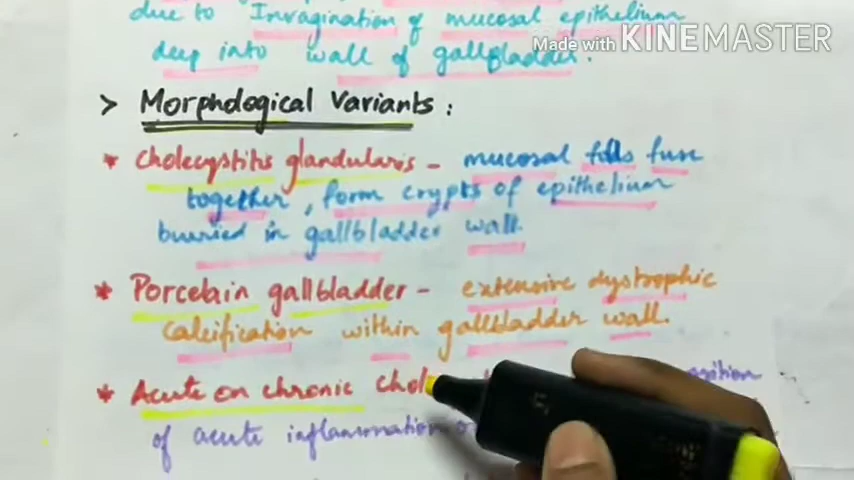 due to Invagination of mucosal epithelium
Made with KINEMASTER
deep into wall of gallbladder.
> Morphological Variants :
* Cholecystitis glandularis - mucosal folds fuse
together, form crypts of epithelium
burried in gallbladder wall.
* Porcelain gallbladder - extensive dystrophic
calcification within gallbladder wall.
* Acute on chronic
of acute inflammation